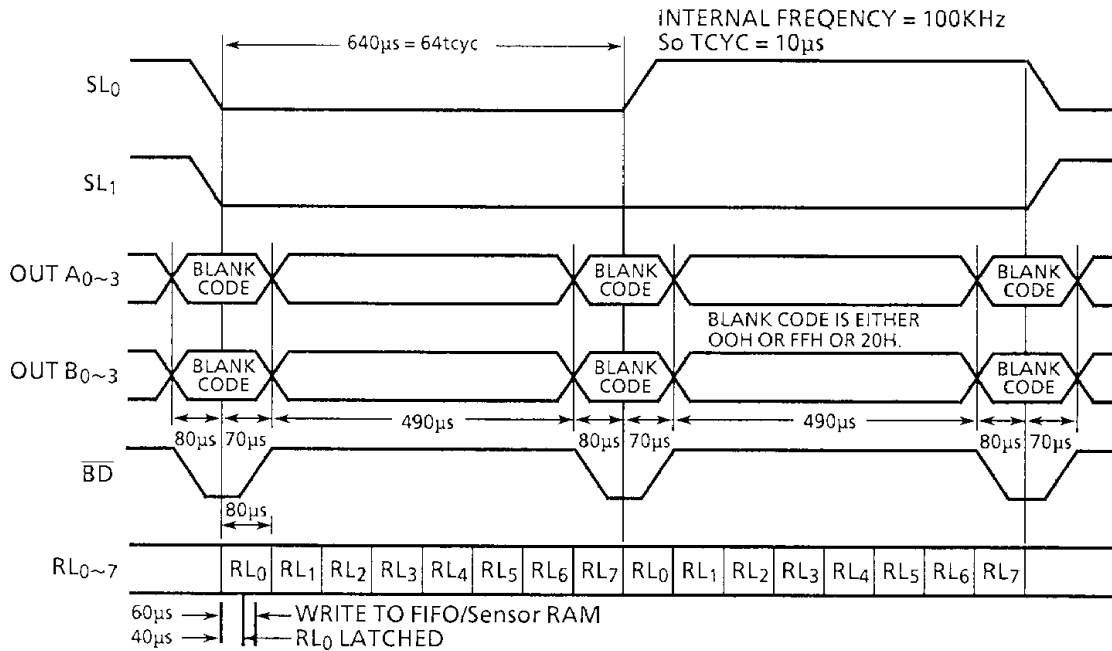 INTERNAL FREQENCY = 100KHz
So TCYC = 10µs
640µs = 64tcyc
SL0
SL1
OUT A0~3
BLANK CODE
BLANK CODE
BLANK CODE
BLANK CODE IS EITHER
OOH OR FFH OR 20H.
OUT B0~3
BLANK CODE
BLANK CODE
BLANK CODE
80µs 70µs 490µs 80µs 70µs 490µs 80µs 70µs
BD
80µs
RL0~7
RL0 RL1 RL2 RL3 RL4 RL5 RL6 RL7 RL0 RL1 RL2 RL3 RL4 RL5 RL6 RL7
60µs WRITE TO FIFO/Sensor RAM
40µs RL0 LATCHED